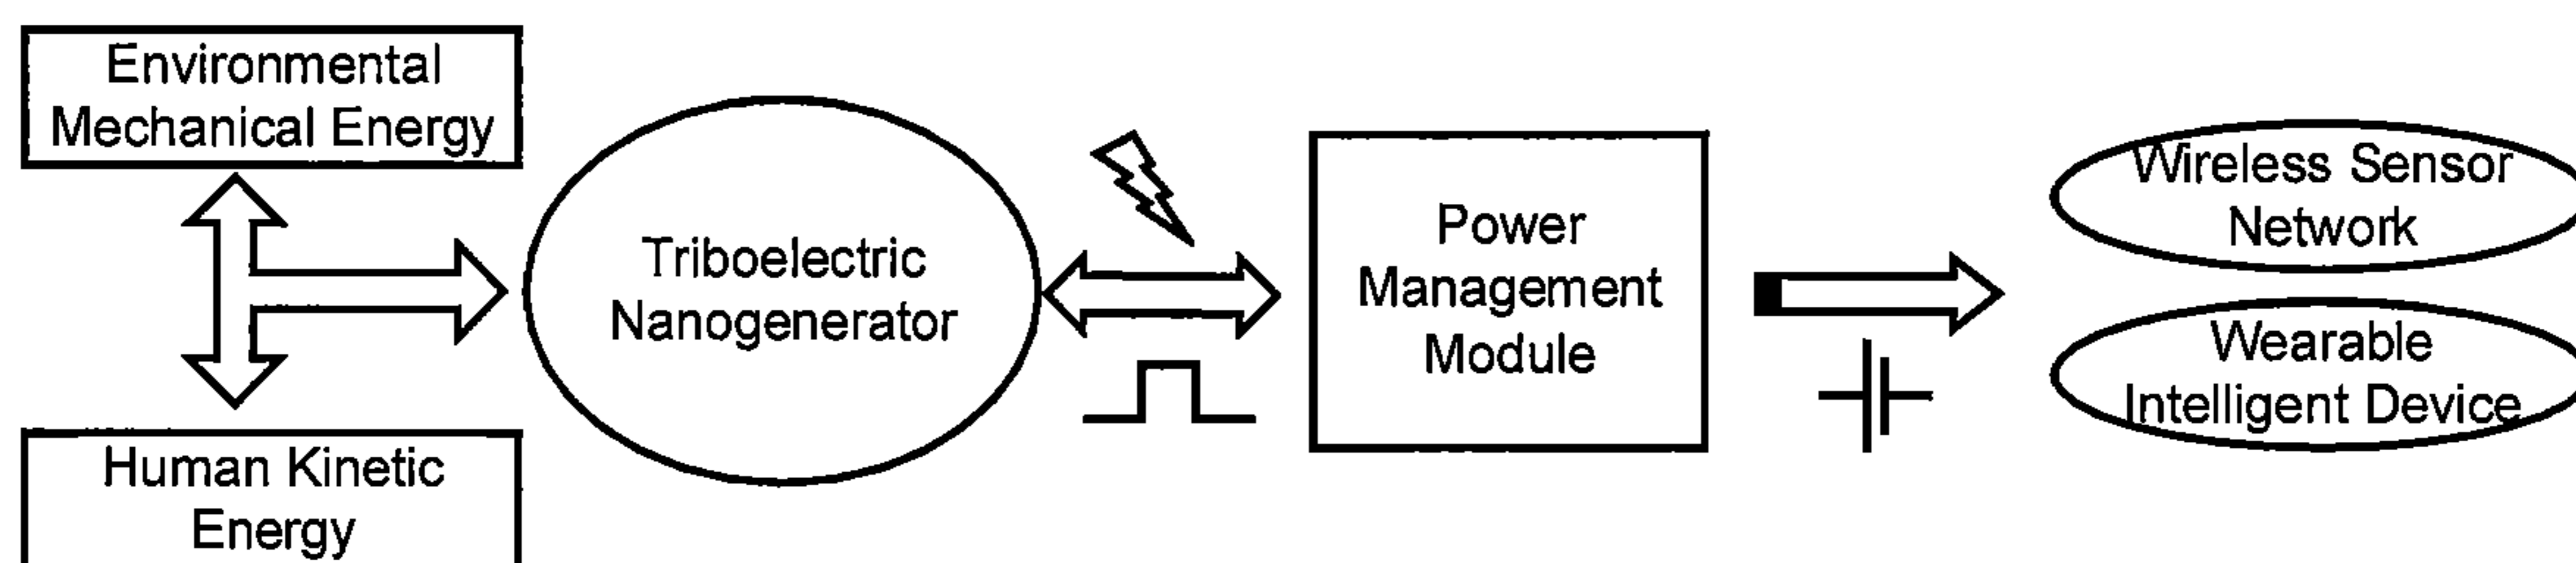 Environmental
Mechanical Energy
Human Kinetic
Energy
Triboelectric
Nanogenerator
Power
Management
Module
Wireless Sensor
Network
Wearable
Intelligent Device